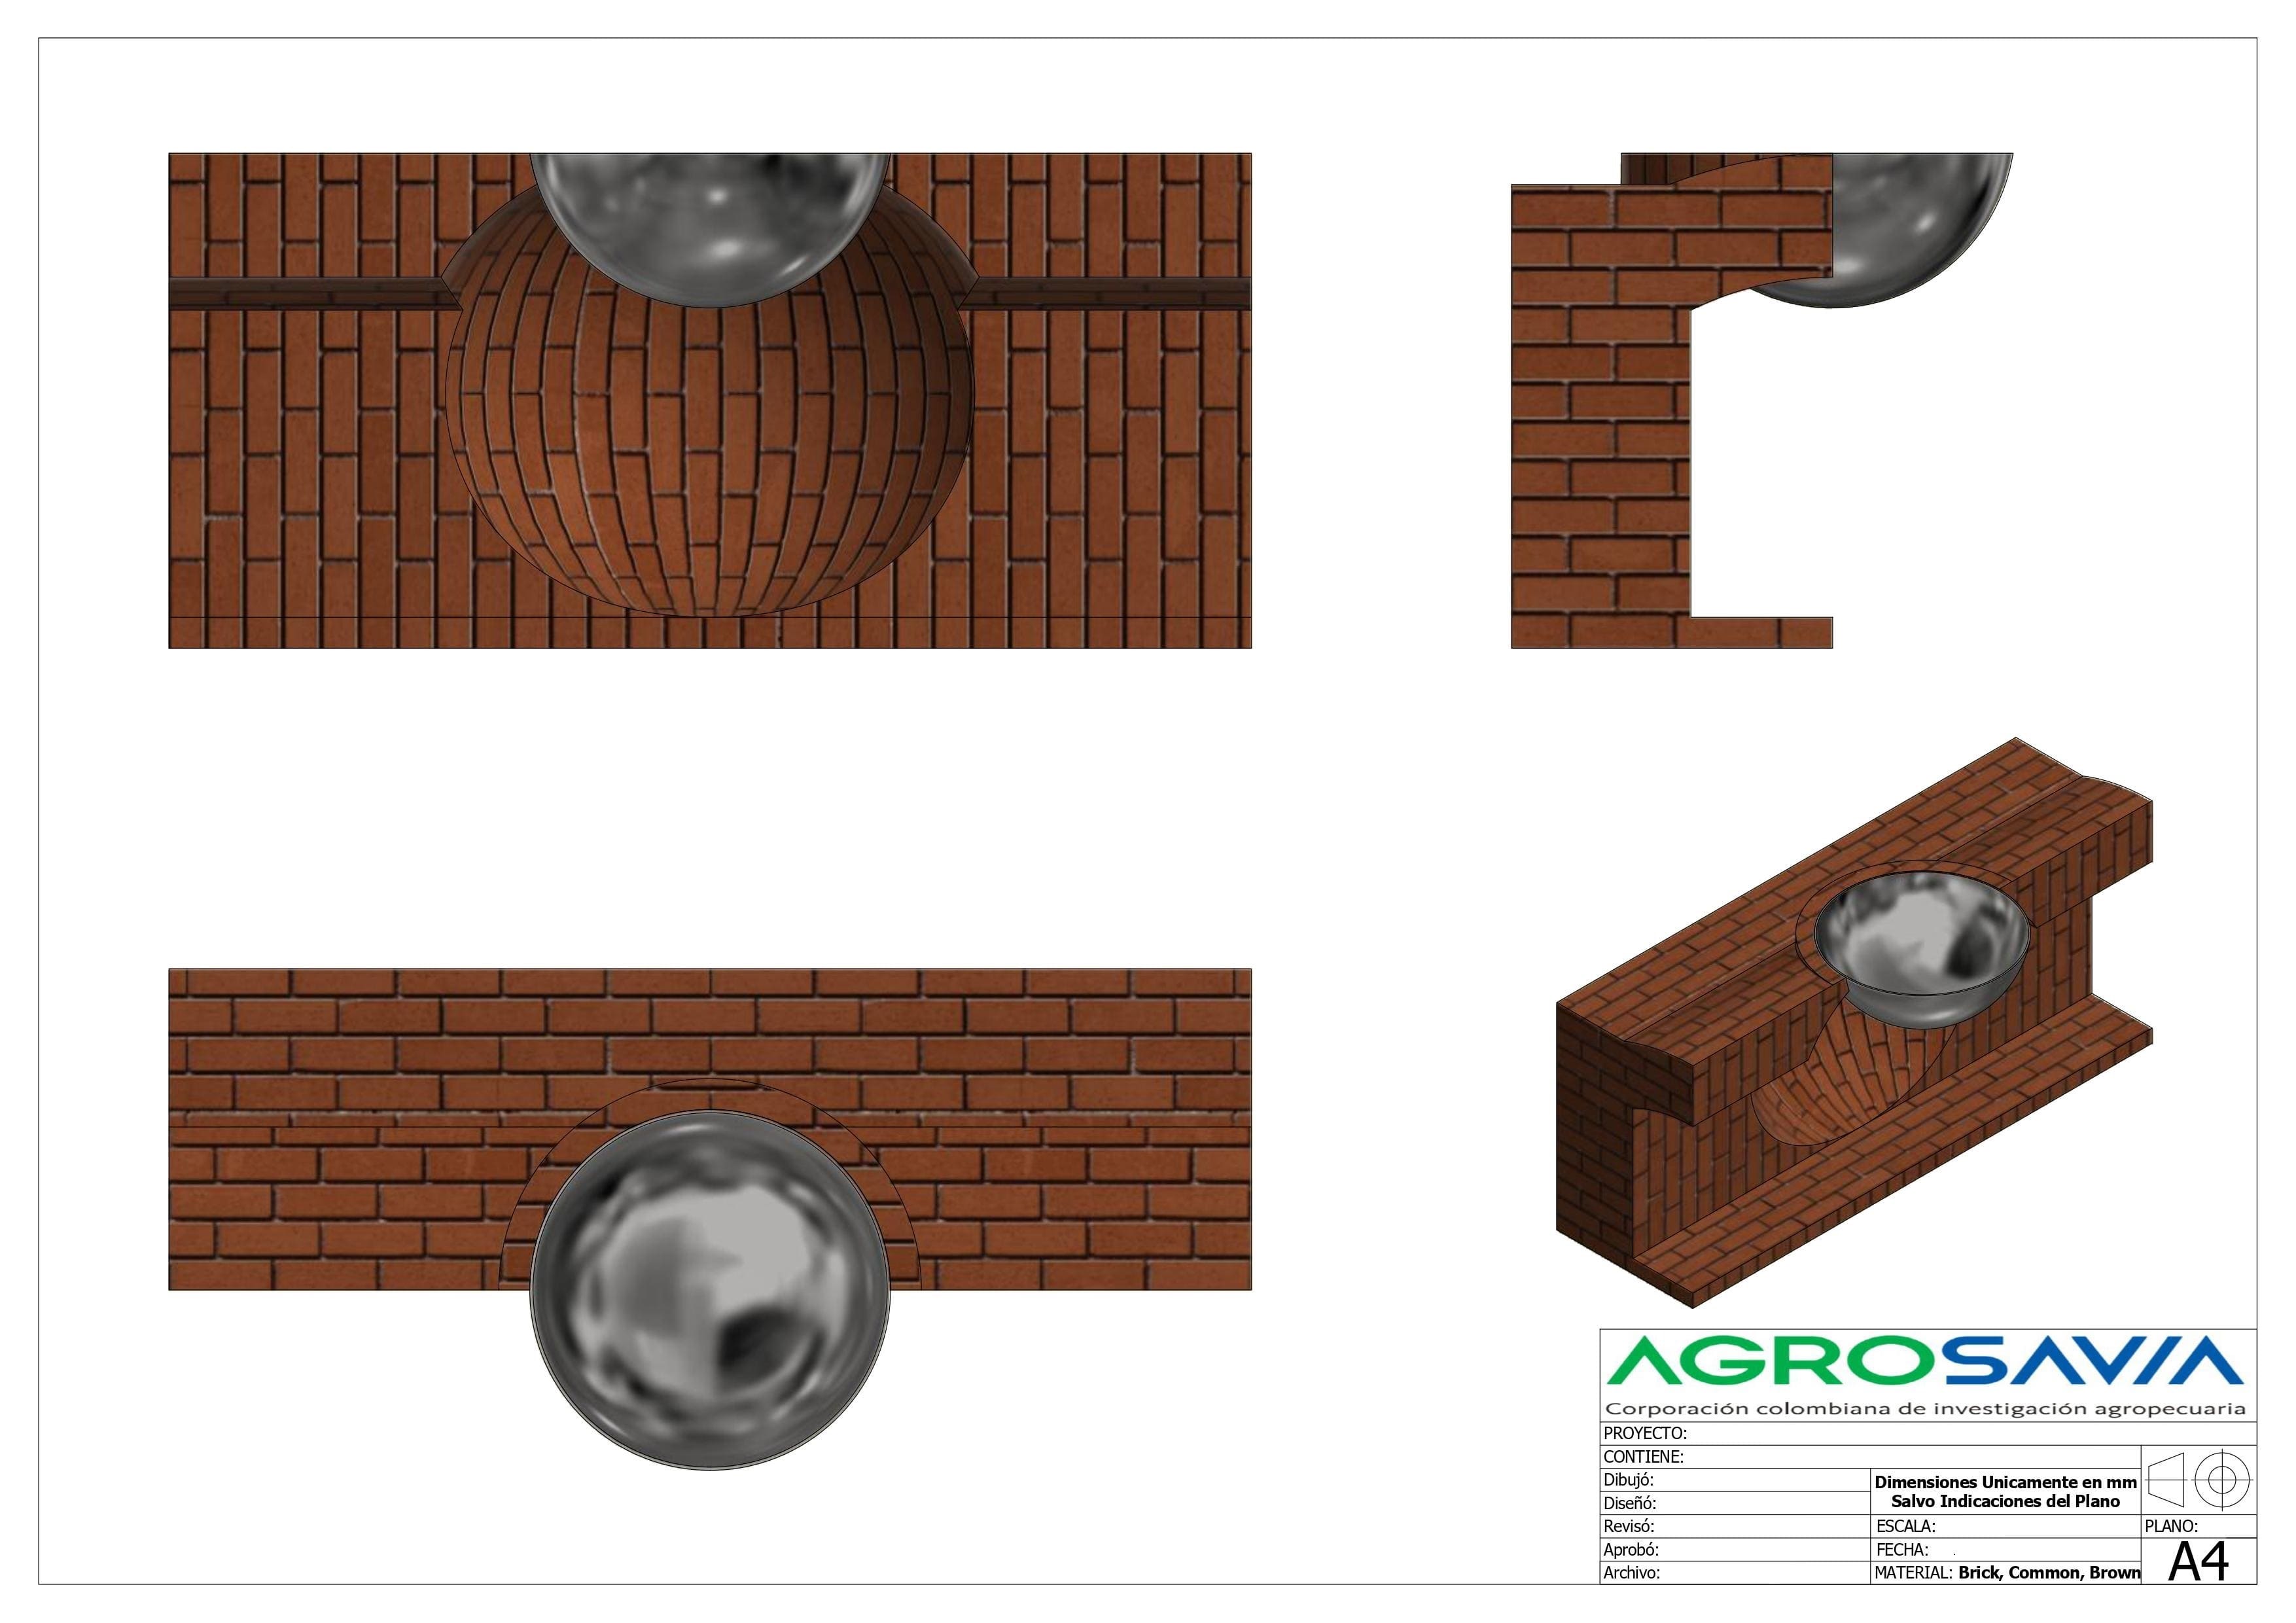 AGROSAVIA
Corporación colombiana de investigación agropecuaria
PROYECTO:
CONTIENE:
Dibujó:
Diseñó:
Dimensiones Unicamente en mm
Salvo Indicaciones del Plano
Revisó:
ESCALA:
PLANO:
Aprobó:
FECHA:
A4
Archivo:
MATERIAL: Brick, Common, Brown